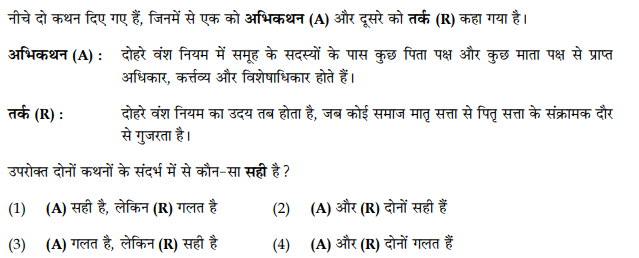 नीचे दो कथन दिए गए हैं, जिनमें से एक को अभिकथन (A) और दूसरे को तर्क (R) कहा गया है।
अभिकथन (A) : दोहरे वंश नियम में समूह के सदस्यों के पास कुछ पिता पक्ष और कुछ माता पक्ष से प्राप्त
अधिकार, कर्त्तव्य और विशेषाधिकार होते हैं।
तर्क (R) : दोहरे वंश नियम का उदय तब होता है, जब कोई समाज मातृ सत्ता से पितृ सत्ता के संक्रामक दौर
से गुजरता है।
उपरोक्त दोनों कथनों के संदर्भ में से कौन-सा सही है ?
(1) (A) सही है, लेकिन (R) गलत है (2) (A) और (R) दोनों सही हैं
(3) (A) गलत है, लेकिन (R) सही है (4) (A) और (R) दोनों गलत हैं